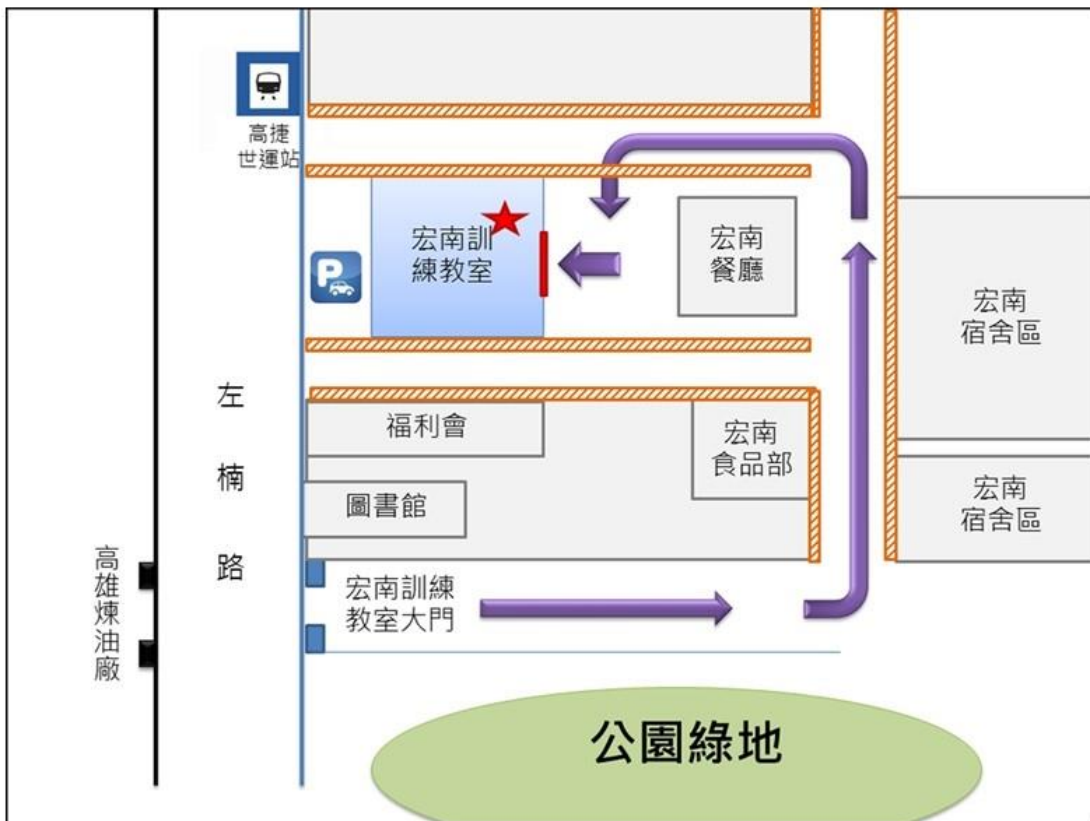 高捷
世運站
宏南訓
練教室
P
宏南
餐廳
宏南
宿舍區
左楠路
福利會
宏南
食品部
圖書館
宏南
宿舍區
高雄煉油廠
宏南訓練
教室大門
公園綠地